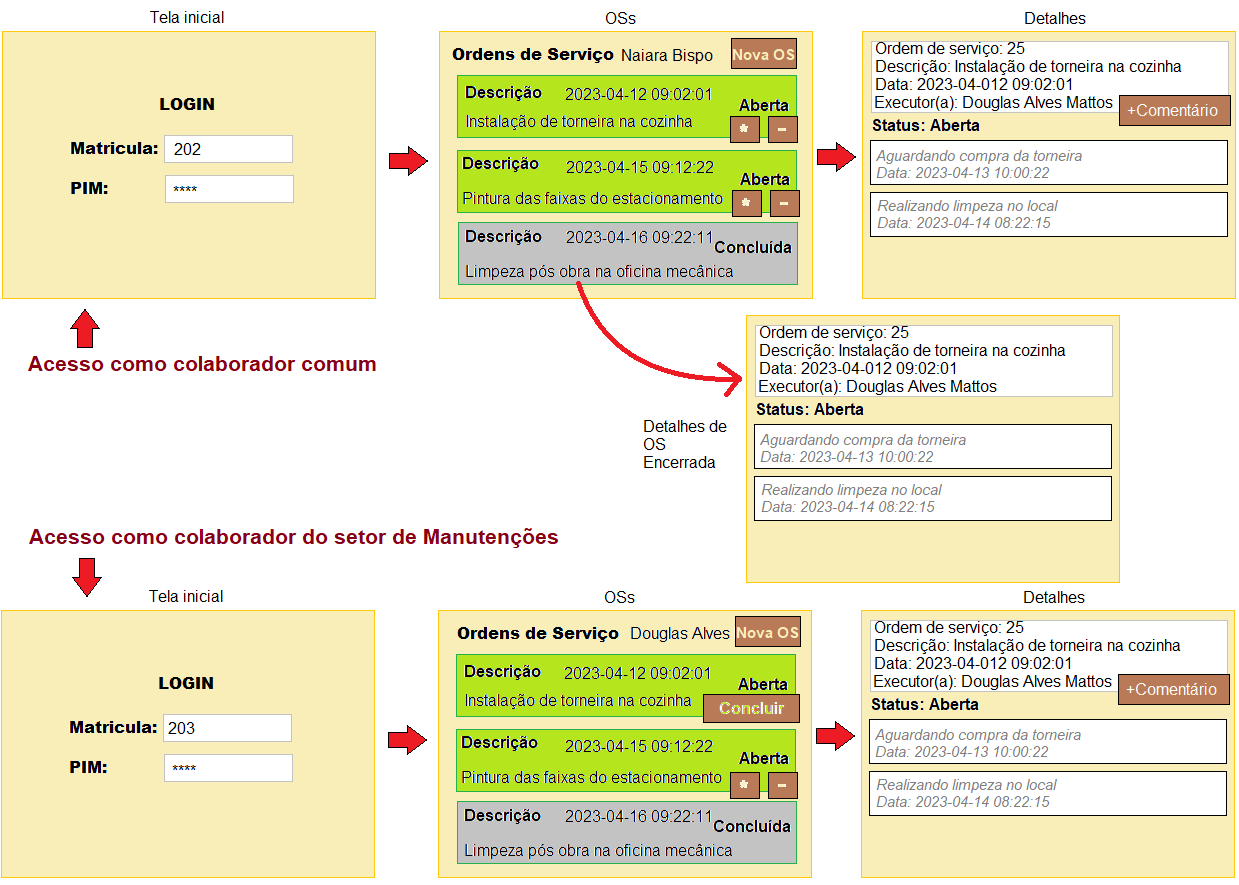 Tela inicial
LOGIN
Matricula: 202
PIM: ****
OSs
Ordens de Serviço Naiara Bispo Nova OS
Descrição 2023-04-12 09:02:01
Aberta
Instalação de torneira na cozinha * -
Descrição 2023-04-15 09:12:22
Aberta
Pintura das faixas do estacionamento * -
Descrição 2023-04-16 09:22:11
Concluída
Limpeza pós obra na oficina mecânica
Detalhes
Ordem de serviço: 25
Descrição: Instalação de torneira na cozinha
Data: 2023-04-012 09:02:01
Executor(a): Douglas Alves Mattos +Comentário
Status: Aberta
Aguardando compra da torneira
Data: 2023-04-13 10:00:22
Realizando limpeza no local
Data: 2023-04-14 08:22:15
Acesso como colaborador comum
Detalhes de
OS
Encerrada
Ordem de serviço: 25
Descrição: Instalação de torneira na cozinha
Data: 2023-04-012 09:02:01
Executor(a): Douglas Alves Mattos
Status: Aberta
Aguardando compra da torneira
Data: 2023-04-13 10:00:22
Realizando limpeza no local
Data: 2023-04-14 08:22:15
Acesso como colaborador do setor de Manutenções
Tela inicial
LOGIN
Matricula: 203
PIM: ****
OSs
Ordens de Serviço Douglas Alves Nova OS
Descrição 2023-04-12 09:02:01
Aberta
Instalação de torneira na cozinha Concluir
Descrição 2023-04-15 09:12:22
Aberta
Pintura das faixas do estacionamento * -
Descrição 2023-04-16 09:22:11
Concluída
Limpeza pós obra na oficina mecânica
Detalhes
Ordem de serviço: 25
Descrição: Instalação de torneira na cozinha
Data: 2023-04-012 09:02:01
Executor(a): Douglas Alves Mattos +Comentário
Status: Aberta
Aguardando compra da torneira
Data: 2023-04-13 10:00:22
Realizando limpeza no local
Data: 2023-04-14 08:22:15